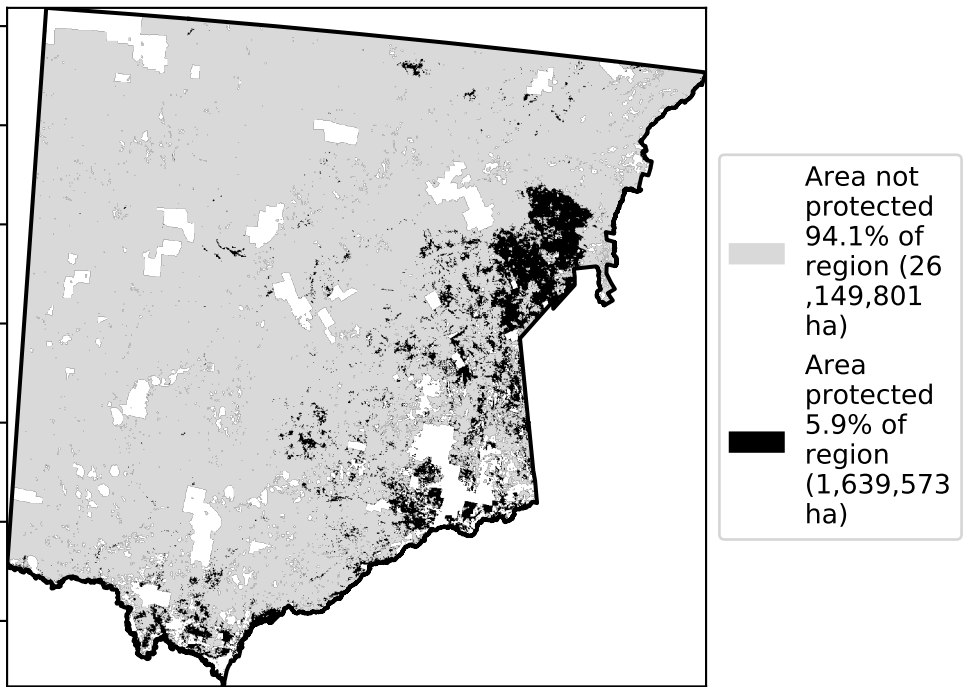 Area not
protected
94.1% of
region (26
,149,801
ha)
Area
protected
5.9% of
region
(1,639,573
ha)